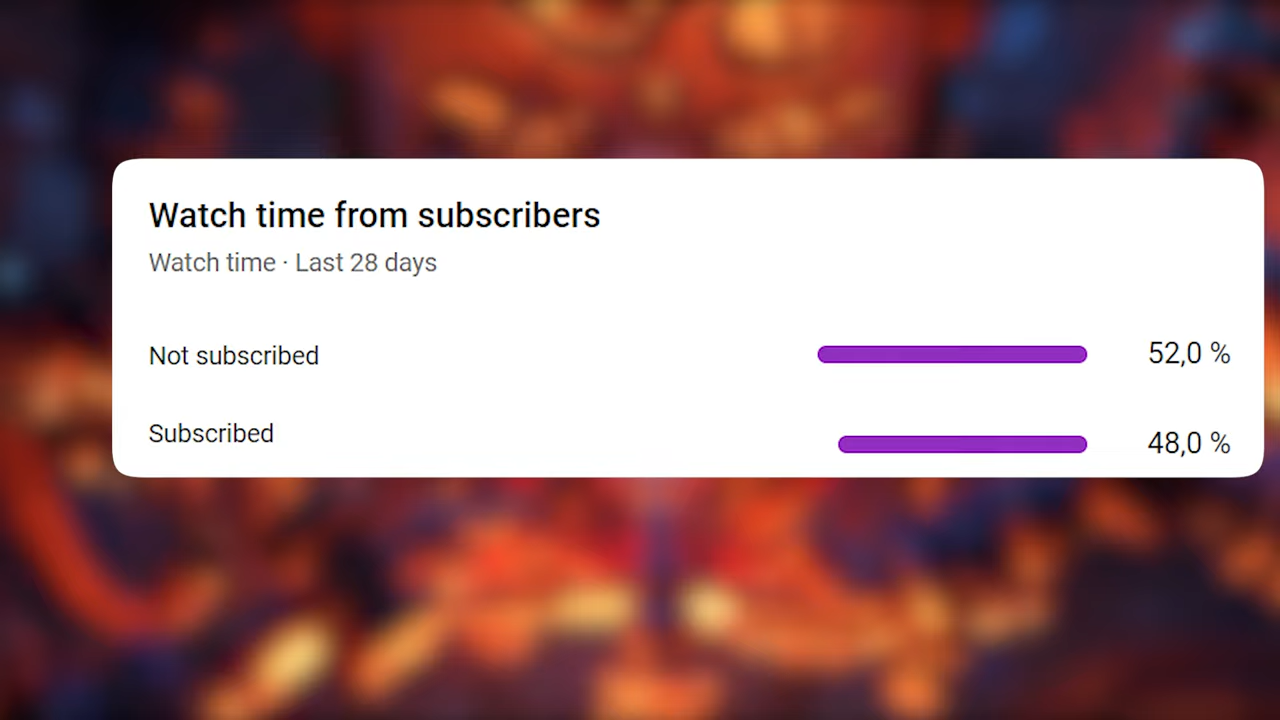 Watch time from subscribers
Watch time · Last 28 days
Not subscribed 52,0 %
Subscribed 48,0 %